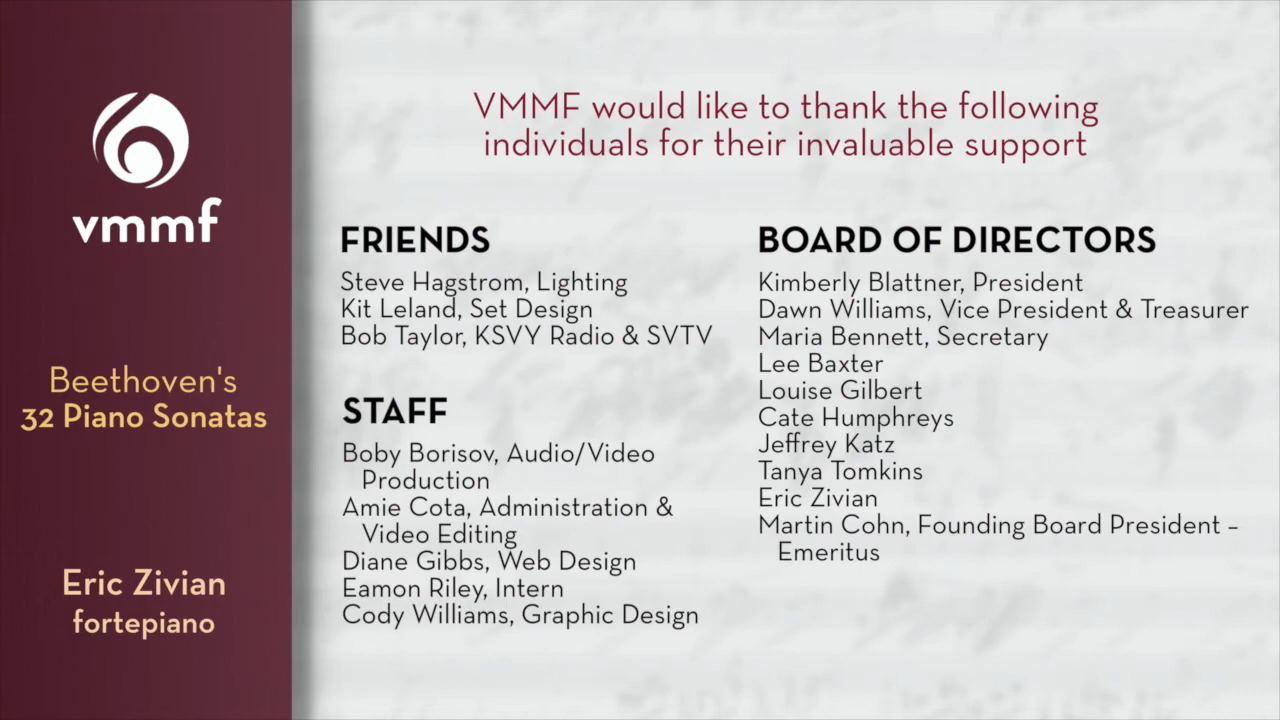 vmmf
Beethoven's
32 Piano Sonatas
Eric Zivian
fortepiano
VMMF would like to thank the following
individuals for their invaluable support
FRIENDS
Steve Hagstrom, Lighting
Kit Leland, Set Design
Bob Taylor, KSVY Radio & SVTV
STAFF
Boby Borisov, Audio/Video
Production
Amie Cota, Administration &
Video Editing
Diane Gibbs, Web Design
Eamon Riley, Intern
Cody Williams, Graphic Design
BOARD OF DIRECTORS
Kimberly Blattner, President
Dawn Williams, Vice President & Treasurer
Maria Bennett, Secretary
Lee Baxter
Louise Gilbert
Cate Humphreys
Jeffrey Katz
Tanya Tomkins
Eric Zivian
Martin Cohn, Founding Board President –
Emeritus